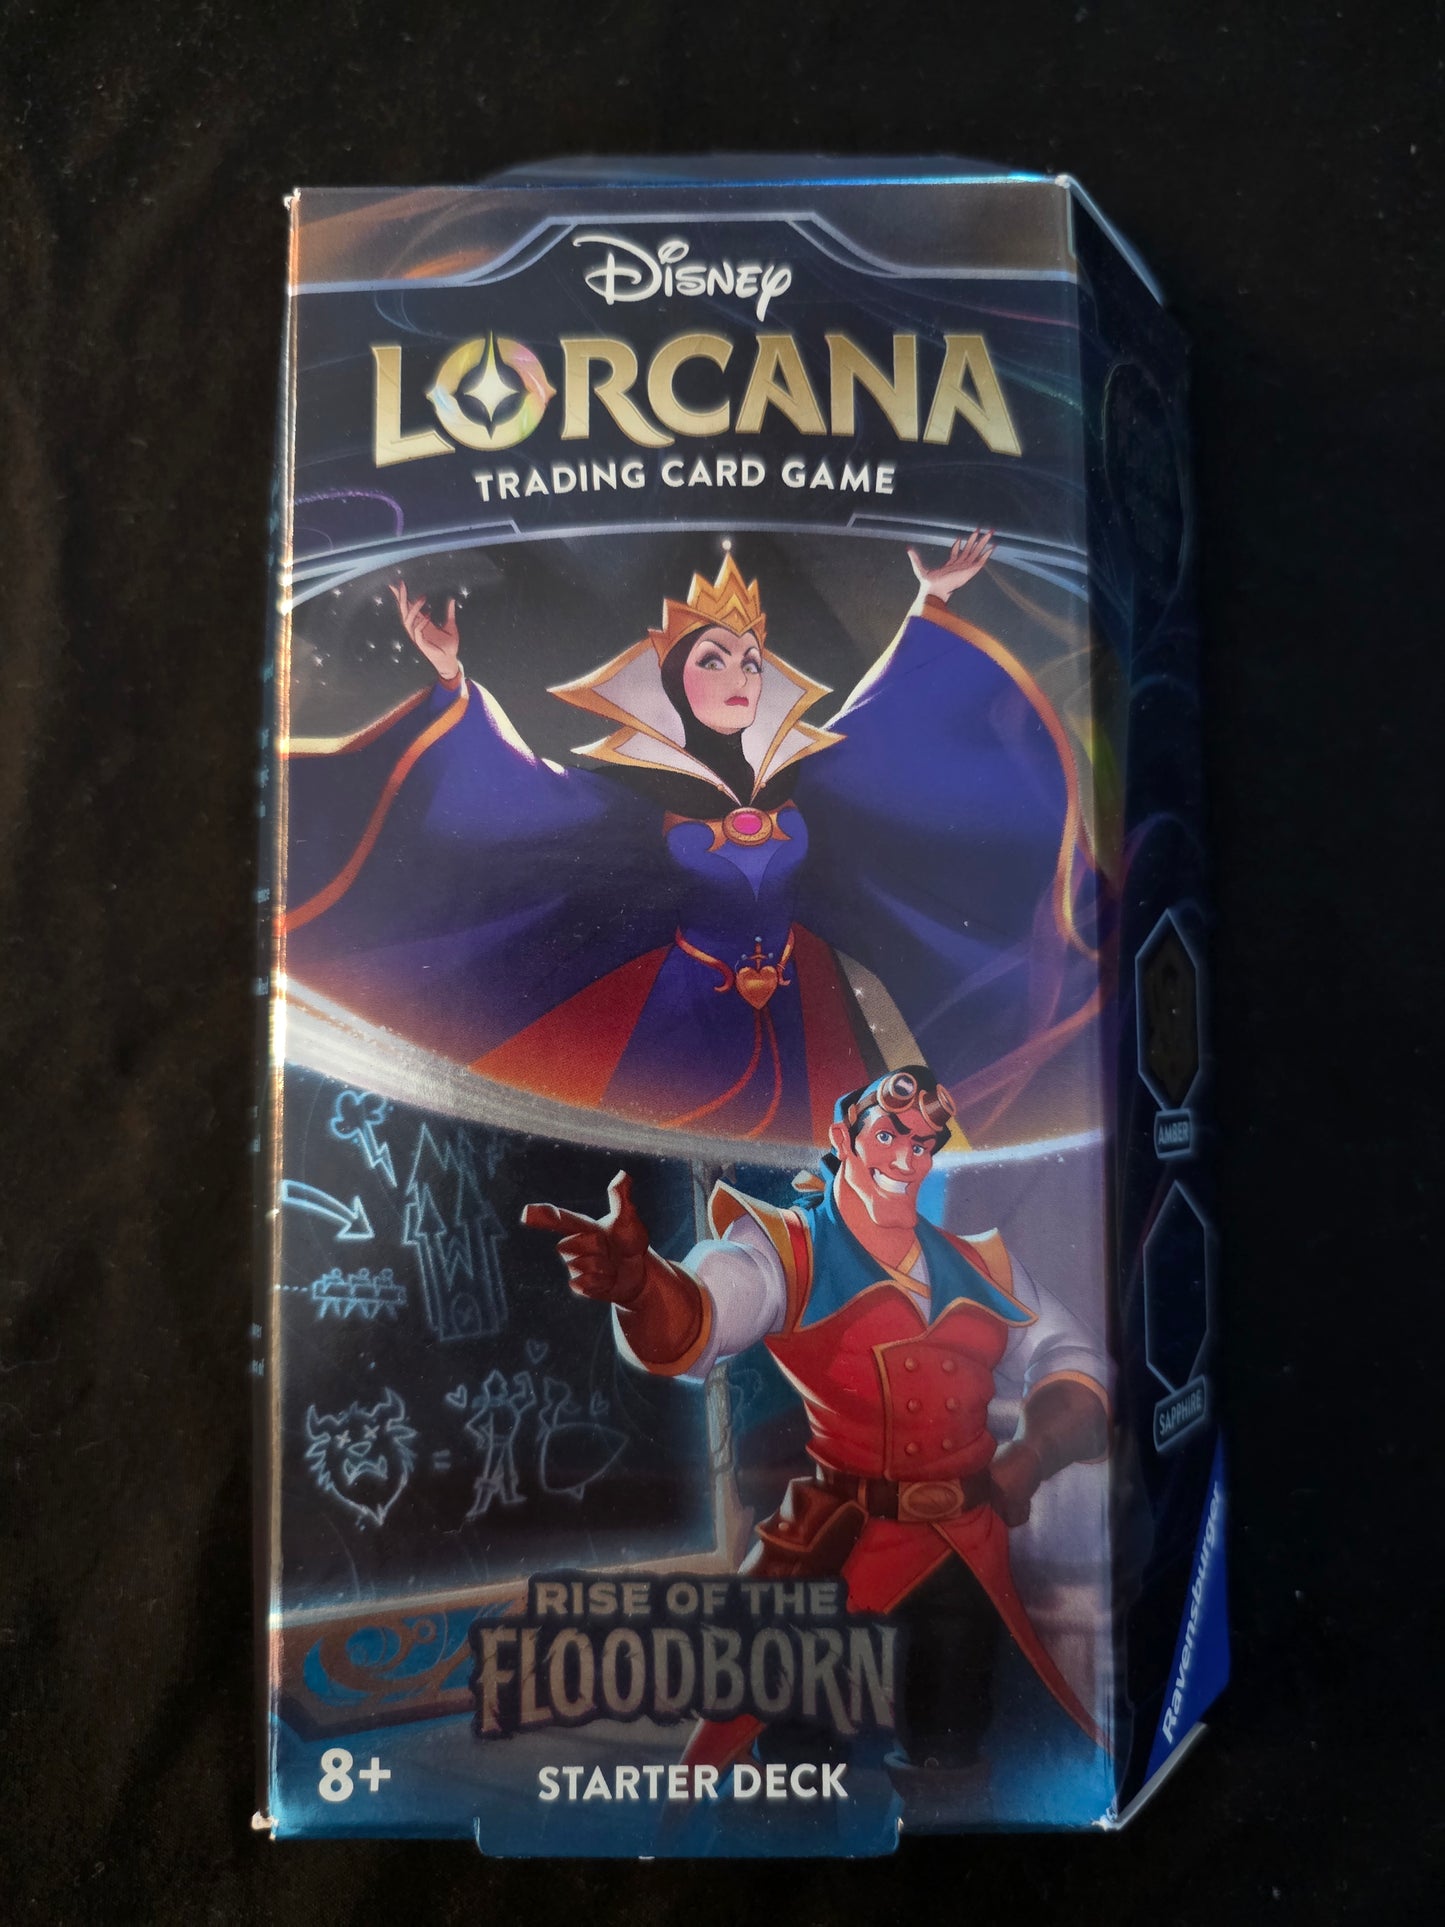 Disney
LORCANA
TRADING CARD GAME
AMBER
SAPPHIRE
RISE OF THE
FLOODBORN
8+
STARTER DECK
Ravensburger